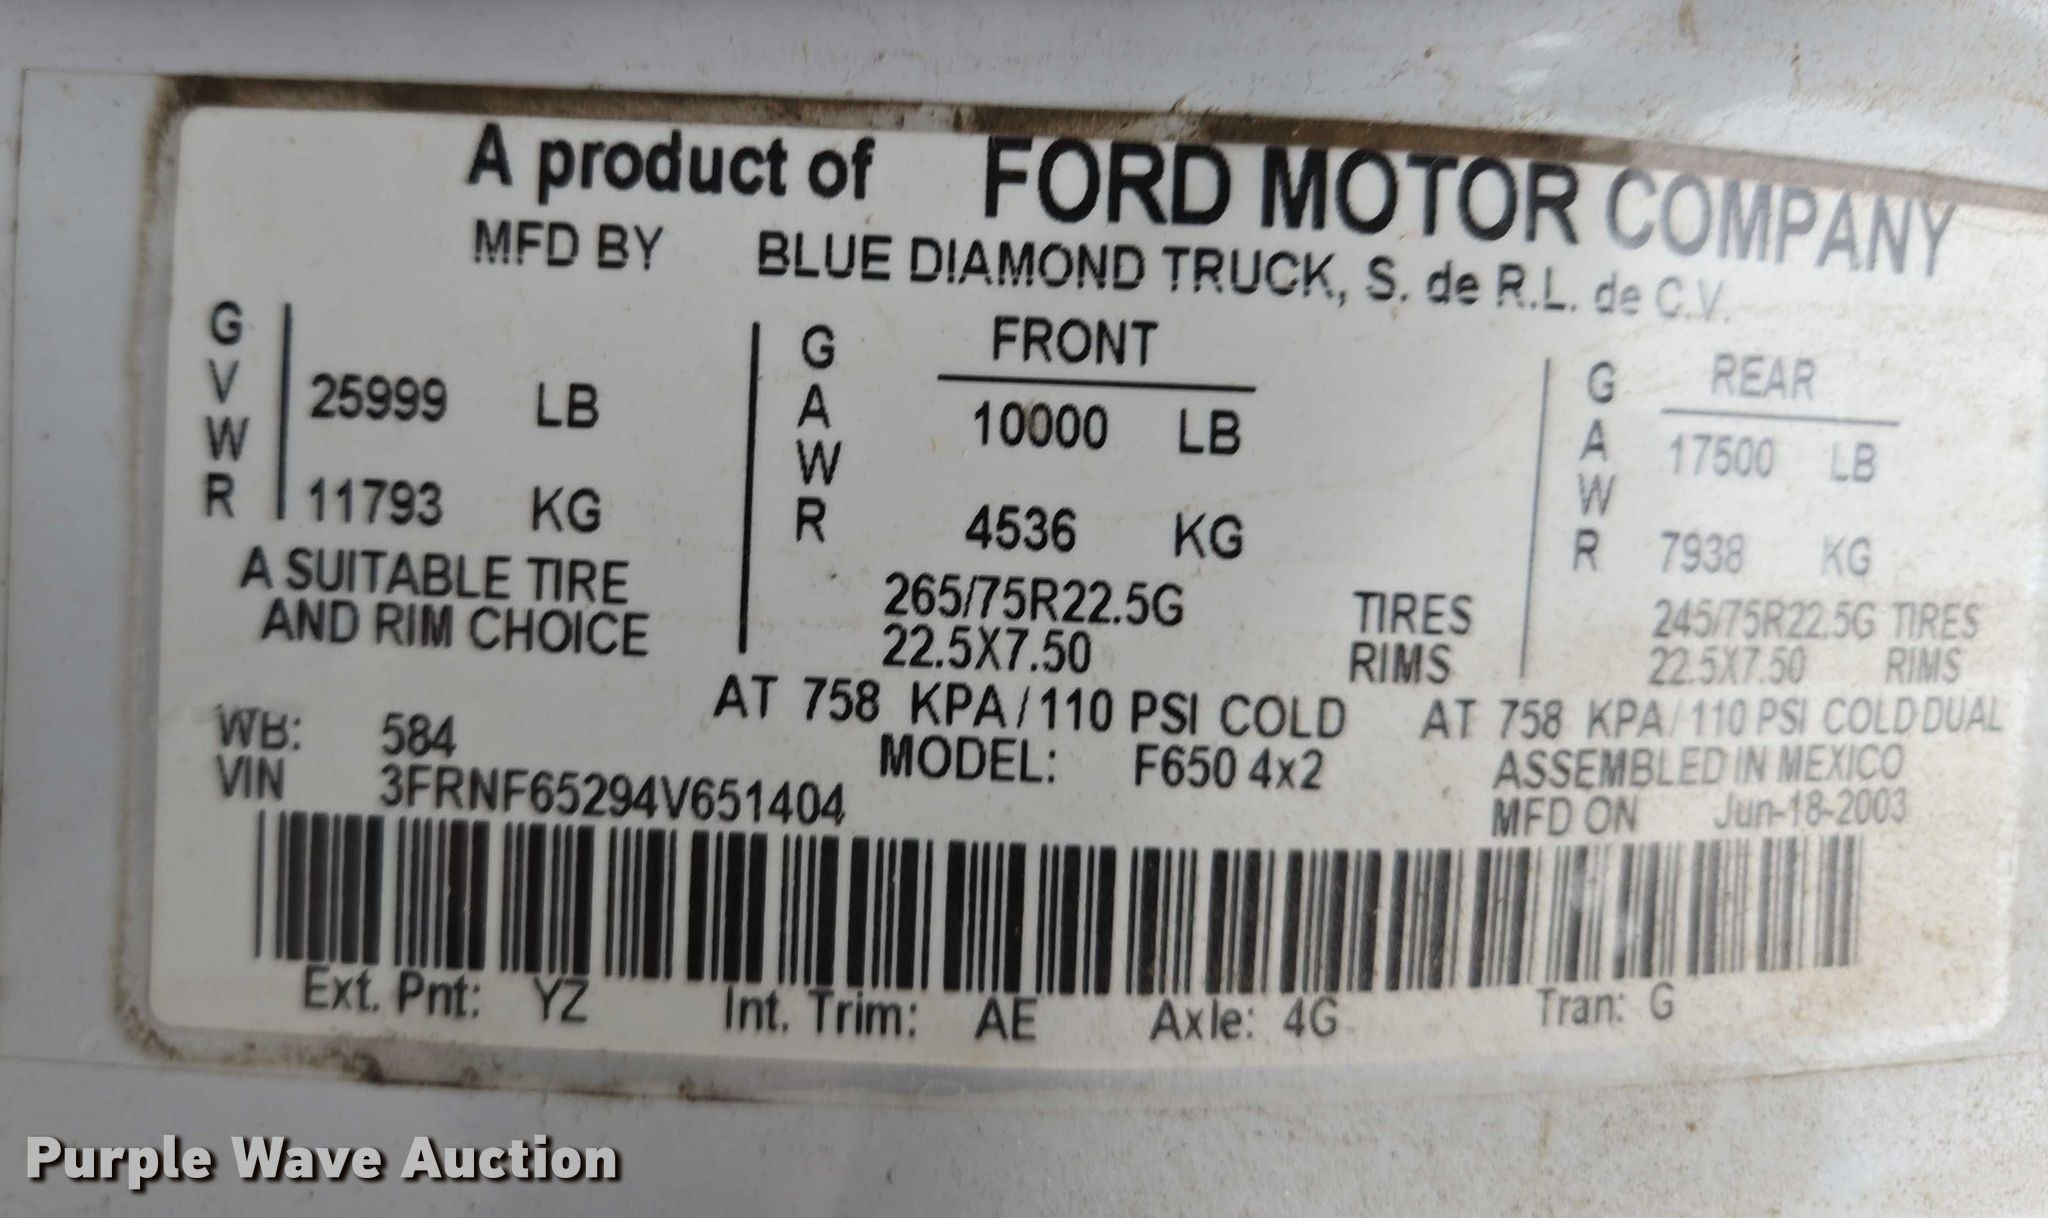 A product of FORD MOTOR COMPANY
MFD BY BLUE DIAMOND TRUCK, S. de R.L. de C.V.
GVWR
25999 LB
11793 KG
A SUITABLE TIRE
AND RIM CHOICE
GAWR
FRONT
10000 LB
4536 KG
265/75R22.5G TIRES
22.5X7.50 RIMS
AT 758 KPA/110 PSI COLD
GAWR
REAR
17500 LB
7938 KG
245/75R22.5G TIRES
22.5X7.50 RIMS
AT 758 KPA/110 PSI COLD DUAL
WB: 584
MODEL: F650 4x2
ASSEMBLED IN MEXICO
VIN 3FRNF65294V651404
MFD ON Jun-18-2003
Ext. Pnt: YZ Int. Trim: AE Axle: 4G Tran: G
Purple Wave Auction